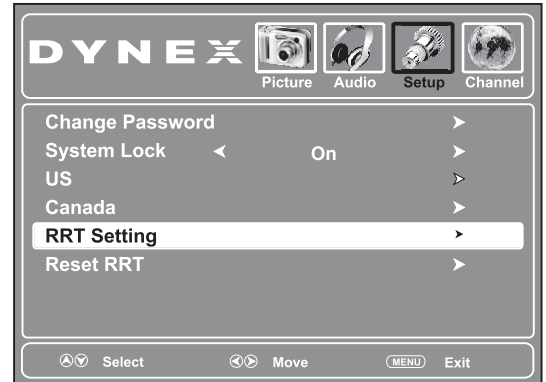 DYNEX
Picture Audio Setup Channel
Change Password
System Lock On
US
Canada
RRT Setting
Reset RRT
Select Move MENU Exit